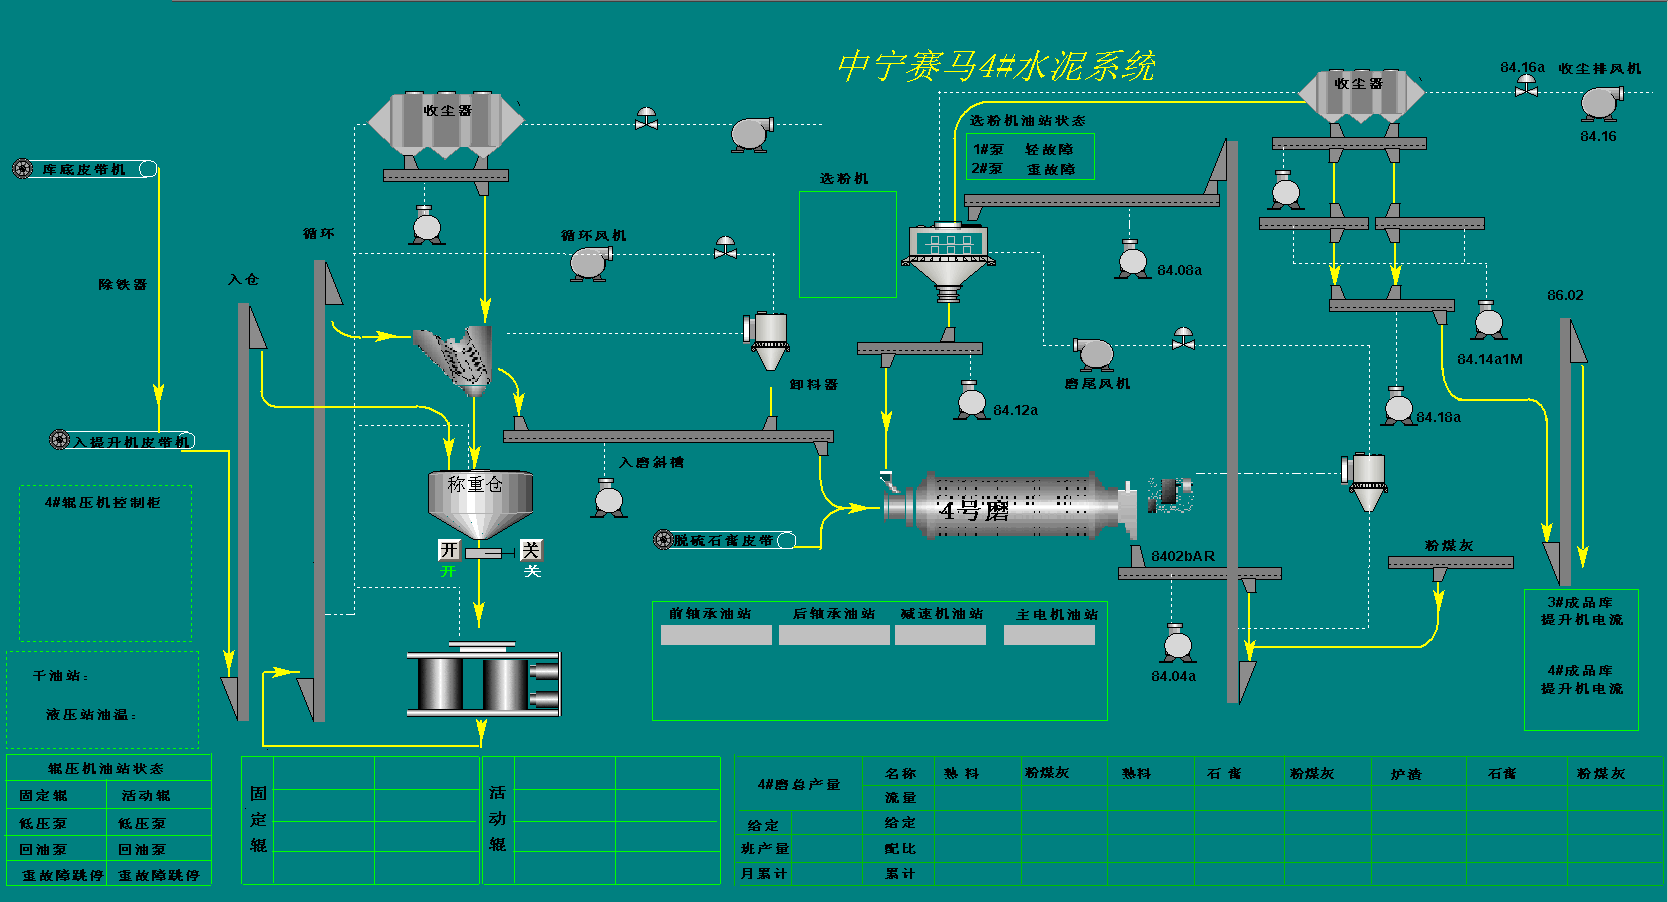 中宁赛马4#水泥系统
84.16a 收尘排风机
收尘器
收尘器
84.16
选粉机油站状态
1#泵 轻故障
2#泵 重故障
库底皮带机
选粉机
循环
循环风机
84.08a
除铁器
入仓
86.02
84.14a1M
磨尾风机
卸料器
84.12a
84.18a
入提升机皮带机
入磨斜槽
称重仓
4#辊压机控制柜
4号磨
脱硫石膏皮带
开
关
开
关
8402bAR
粉煤灰
前轴承油站
后轴承油站
减速机油站
主电机油站
3#成品库
提升机电流
84.04a
4#成品库
提升机电流
干油站：
液压站油温：
辊压机油站状态
固定辊 活动辊
低压泵 低压泵
回油泵 回油泵
重故障跳停 重故障跳停
固定辊
活动辊
4#磨总产量
给定
班产量
月累计
名称 熟料 粉煤灰 熟料 石膏 粉煤灰 炉渣 石膏 粉煤灰
流量
给定
配比
累计